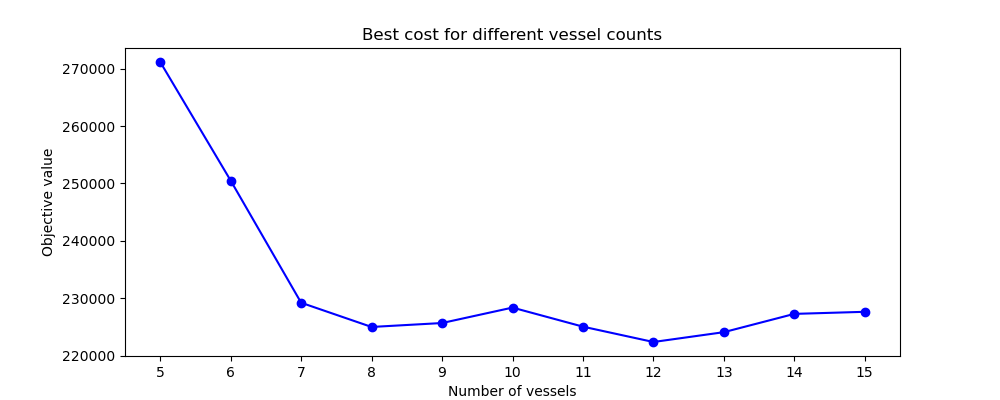 Best cost for different vessel counts
270000
260000
250000
240000
230000
220000
Objective value
5 6 7 8 9 10 11 12 13 14 15
Number of vessels